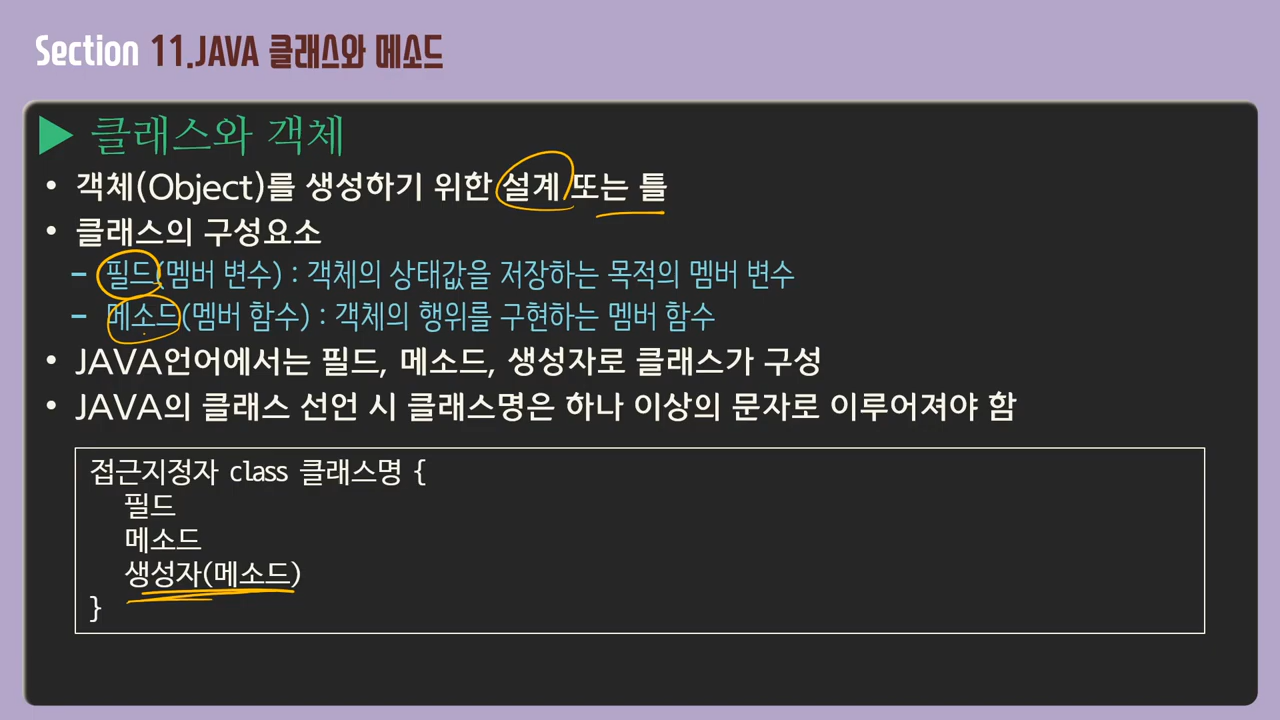 Section 11.JAVA 클래스와 메소드
▶ 클래스와 객체
• 객체(Object)를 생성하기 위한 설계 또는 틀
• 클래스의 구성요소
– 필드(멤버 변수) : 객체의 상태값을 저장하는 목적의 멤버 변수
– 메소드(멤버 함수) : 객체의 행위를 구현하는 멤버 함수
• JAVA언어에서는 필드, 메소드, 생성자로 클래스가 구성
• JAVA의 클래스 선언 시 클래스명은 하나 이상의 문자로 이루어져야 함
접근지정자 class 클래스명 {
필드
메소드
생성자(메소드)
}